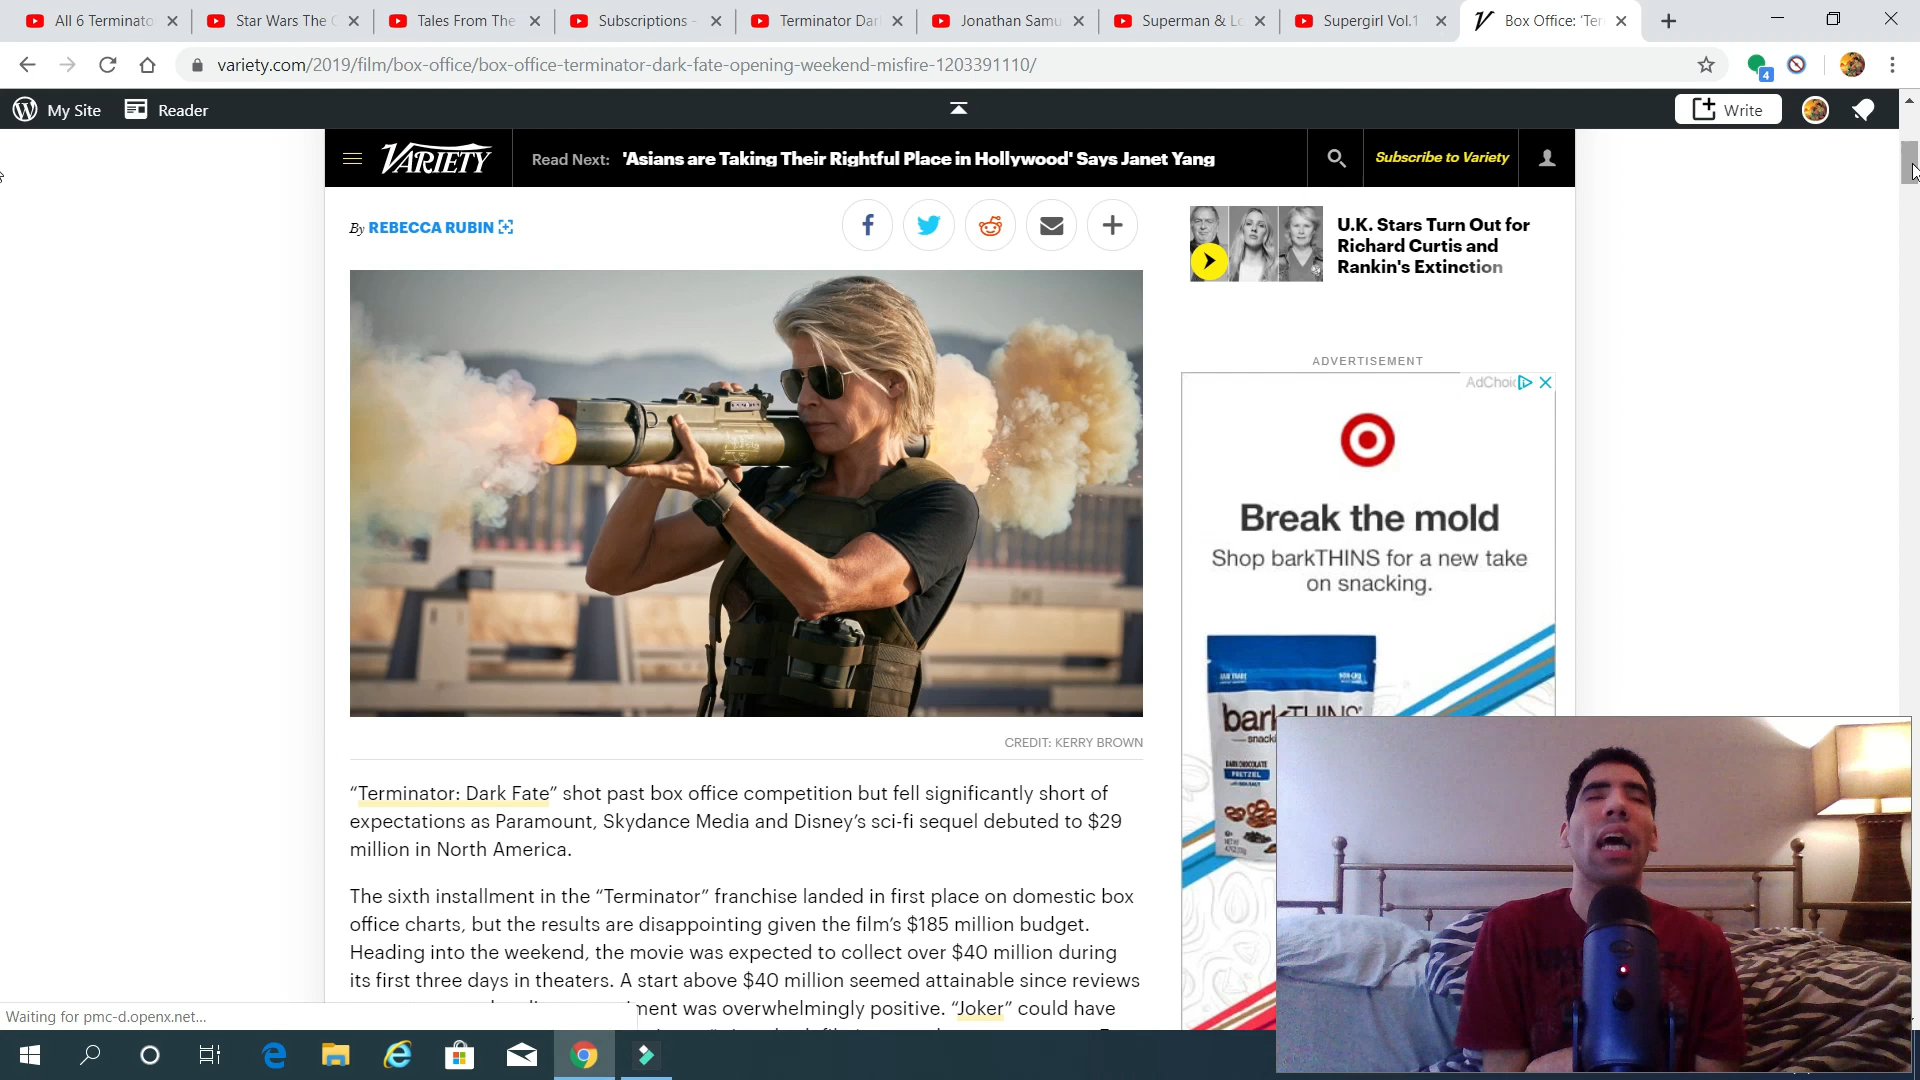 All 6 Terminato
Star Wars The C
Tales From The
Subscriptions -
Terminator Dar
Jonathan Samu
Superman & Lo
Supergirl Vol.1
Box Office: 'Ter
variety.com/2019/film/box-office/box-office-terminator-dark-fate-opening-weekend-misfire-1203391110/
4
My Site
Reader
Write
VARIETY
Read Next: 'Asians are Taking Their Rightful Place in Hollywood' Says Janet Yang
Subscribe to Variety
By REBECCA RUBIN
U.K. Stars Turn Out for
Richard Curtis and
Rankin's Extinction
ADVERTISEMENT
AdChoic
Break the mold
Shop barkTHINS for a new take
on snacking.
barkTHINS
DARK CHOCOLATE
PRETZEL
CREDIT: KERRY BROWN
“Terminator: Dark Fate” shot past box office competition but fell significantly short of
expectations as Paramount, Skydance Media and Disney’s sci-fi sequel debuted to $29
million in North America.
The sixth installment in the “Terminator” franchise landed in first place on domestic box
office charts, but the results are disappointing given the film’s $185 million budget.
Heading into the weekend, the movie was expected to collect over $40 million during
its first three days in theaters. A start above $40 million seemed attainable since reviews
was overwhelmingly positive. “Joker” could have
Waiting for pmc-d.openx.net...